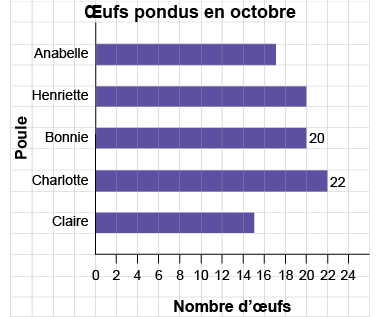 Œufs pondus en octobre
Poule
Anabelle
Henriette
Bonnie 20
Charlotte 22
Claire
0 2 4 6 8 10 12 14 16 18 20 22 24
Nombre d’œufs